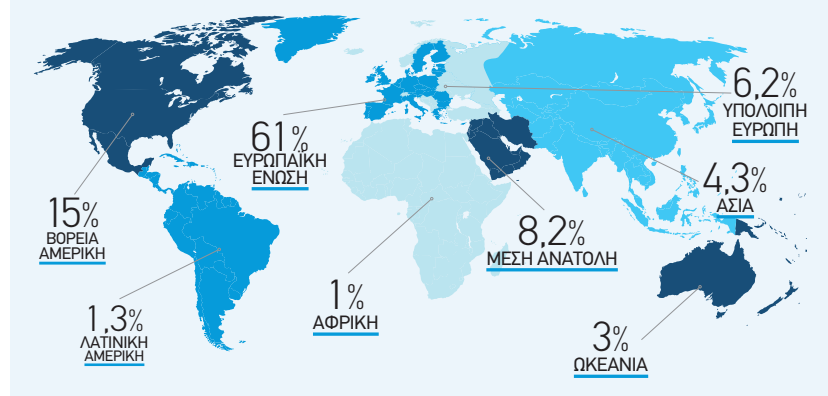 15%
ΒΟΡΕΙΑ
ΑΜΕΡΙΚΗ
1,3%
ΛΑΤΙΝΙΚΗ
ΑΜΕΡΙΚΗ
61%
ΕΥΡΩΠΑΪΚΗ
ΕΝΩΣΗ
1%
ΑΦΡΙΚΗ
8,2%
ΜΕΣΗ ΑΝΑΤΟΛΗ
6,2%
ΥΠΟΛΟΙΠΗ
ΕΥΡΩΠΗ
4,3%
ΑΣΙΑ
3%
ΩΚΕΑΝΙΑ